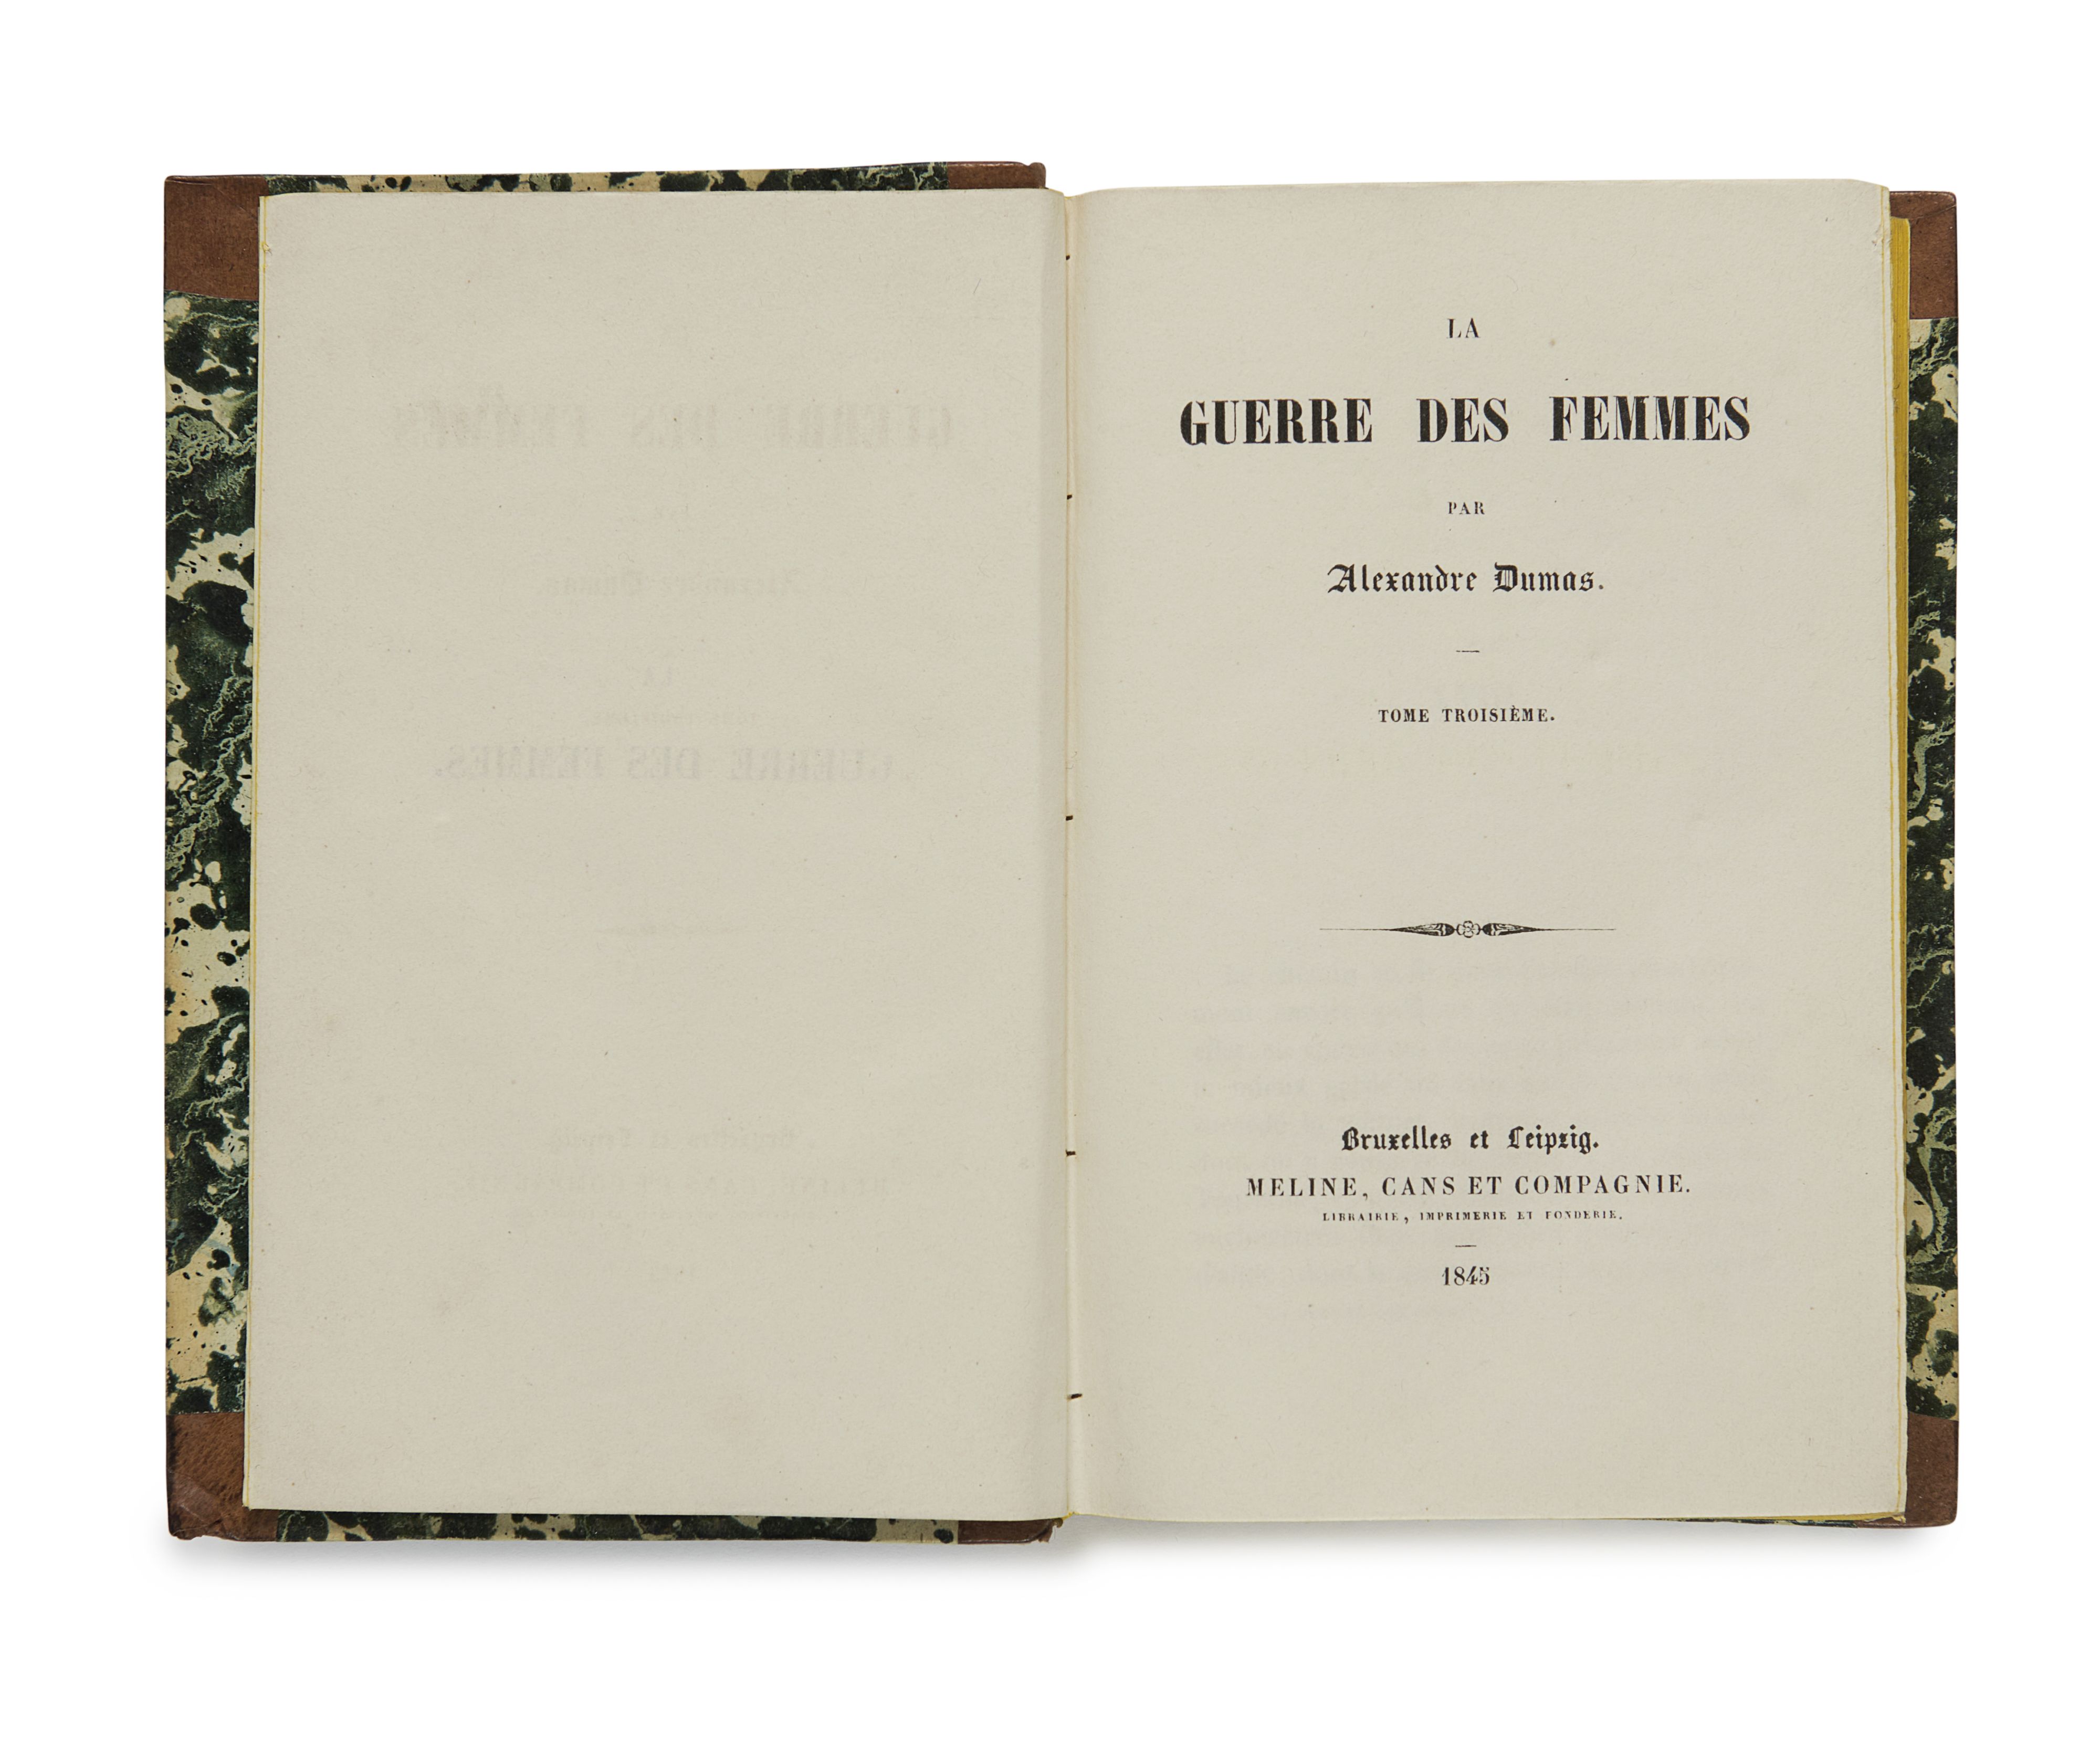 LA
GUERRE DES FEMMES
PAR
Alexandre Dumas.
TOME TROISIÈME.
Bruxelles et Leipzig.
MELINE, CANS ET COMPAGNIE.
LIBRAIRIE, IMPRIMERIE ET FONDERIE.
1845